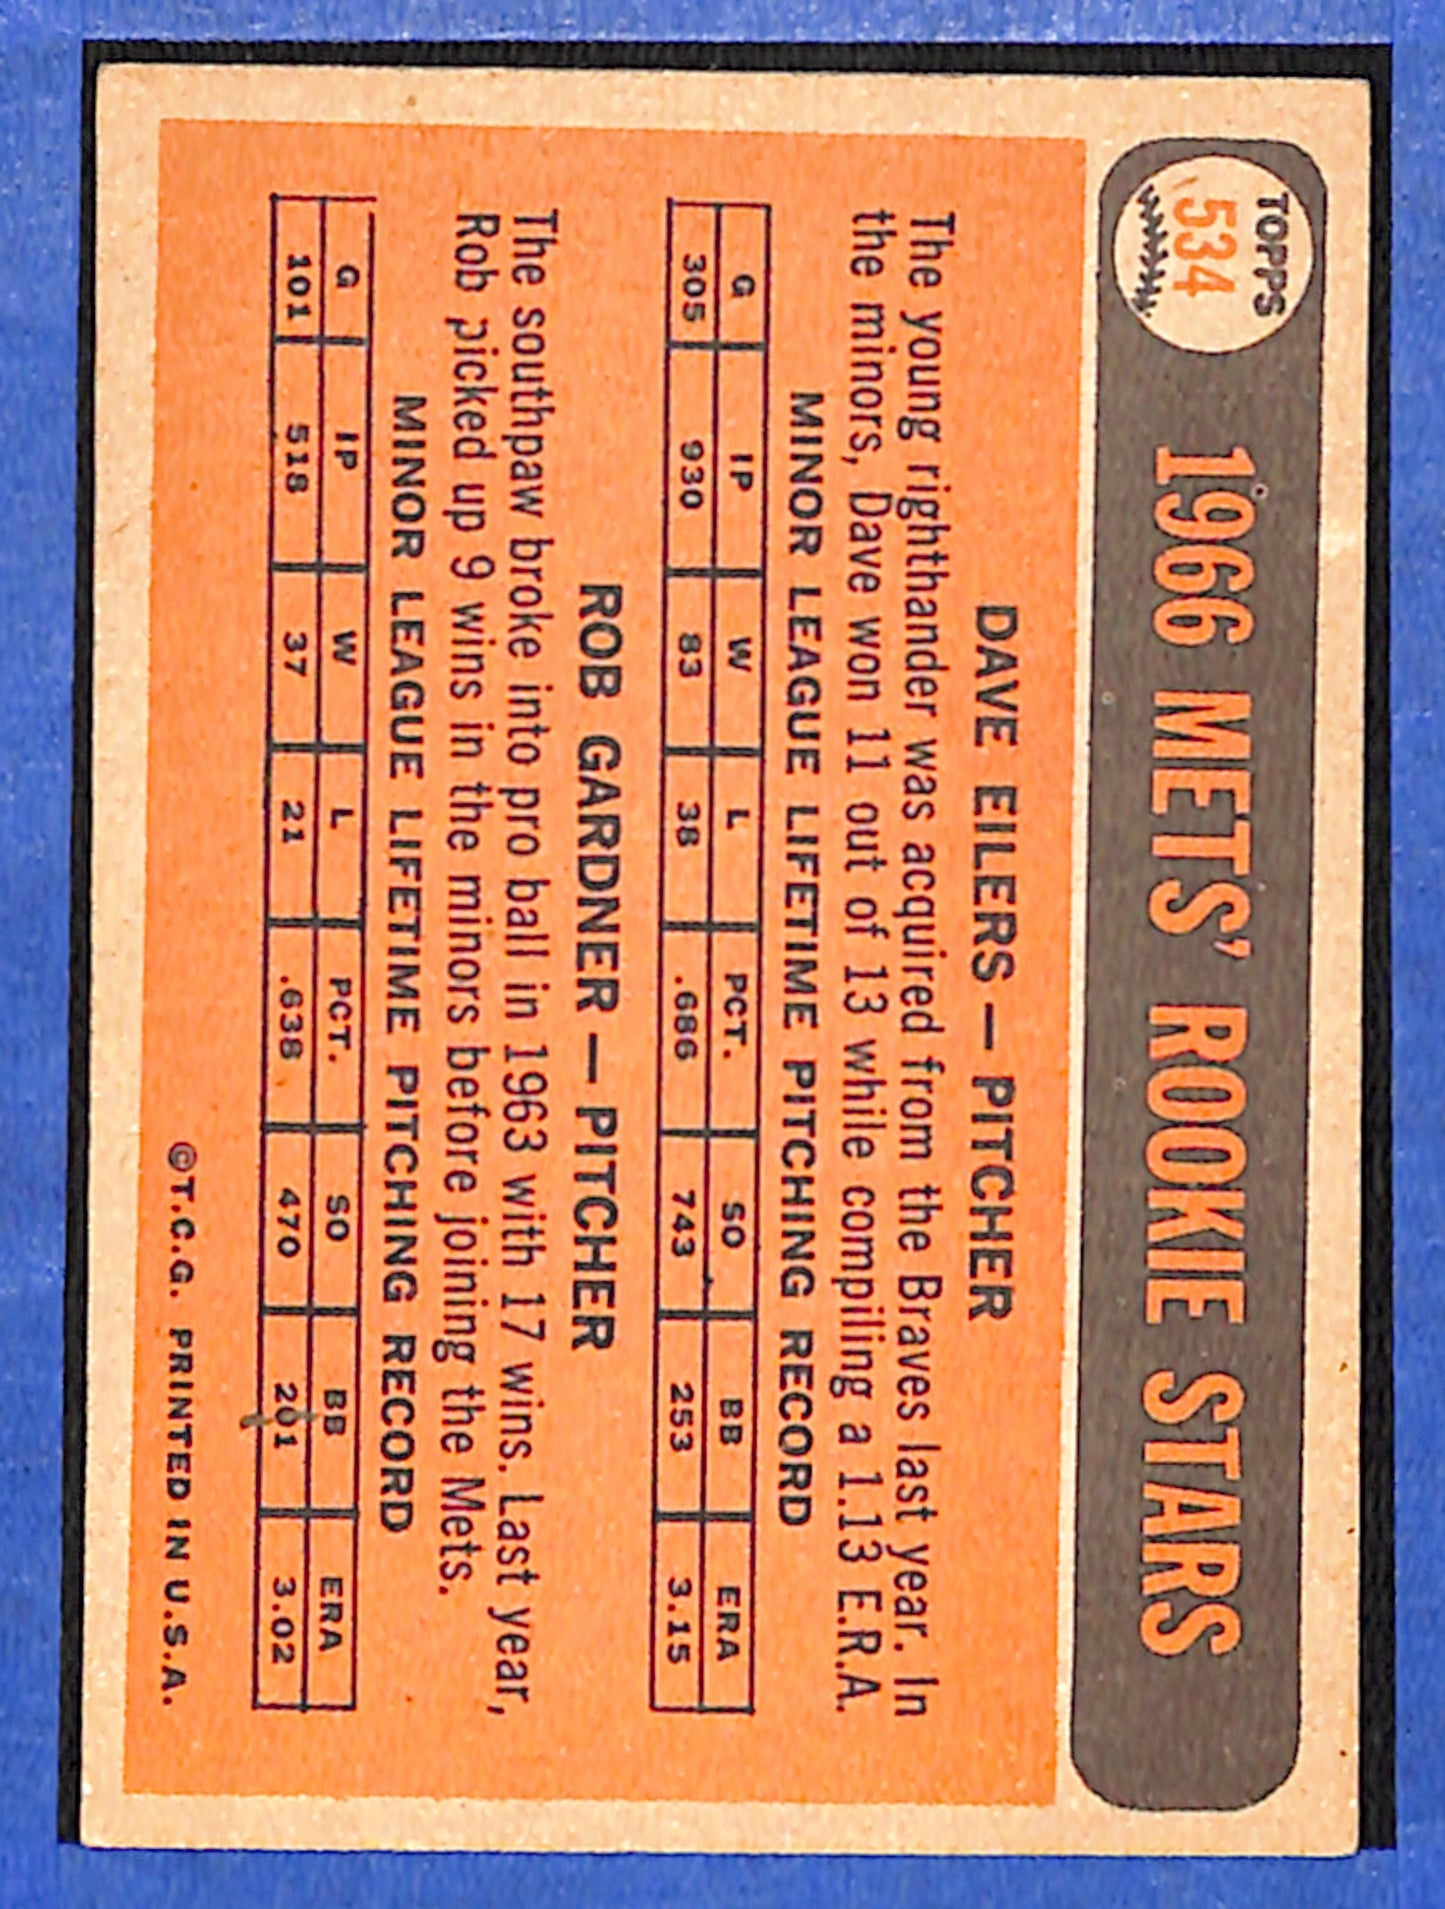 TOPPS
534
1966 METS' ROOKIE STARS
DAVE EILERS — PITCHER
The young righthander was acquired from the Braves last year. In
the minors, Dave won 11 out of 13 while compiling a 1.13 E.R.A.
MINOR LEAGUE LIFETIME PITCHING RECORD
G IP W L PCT. SO BB ERA
305 930 83 38 .686 743 253 3.15
ROB GARDNER — PITCHER
The southpaw broke into pro ball in 1963 with 17 wins. Last year,
Rob picked up 9 wins in the minors before joining the Mets.
MINOR LEAGUE LIFETIME PITCHING RECORD
G IP W L PCT. SO BB ERA
101 518 37 21 .638 470 201 3.02
©T.C.G. PRINTED IN U.S.A.